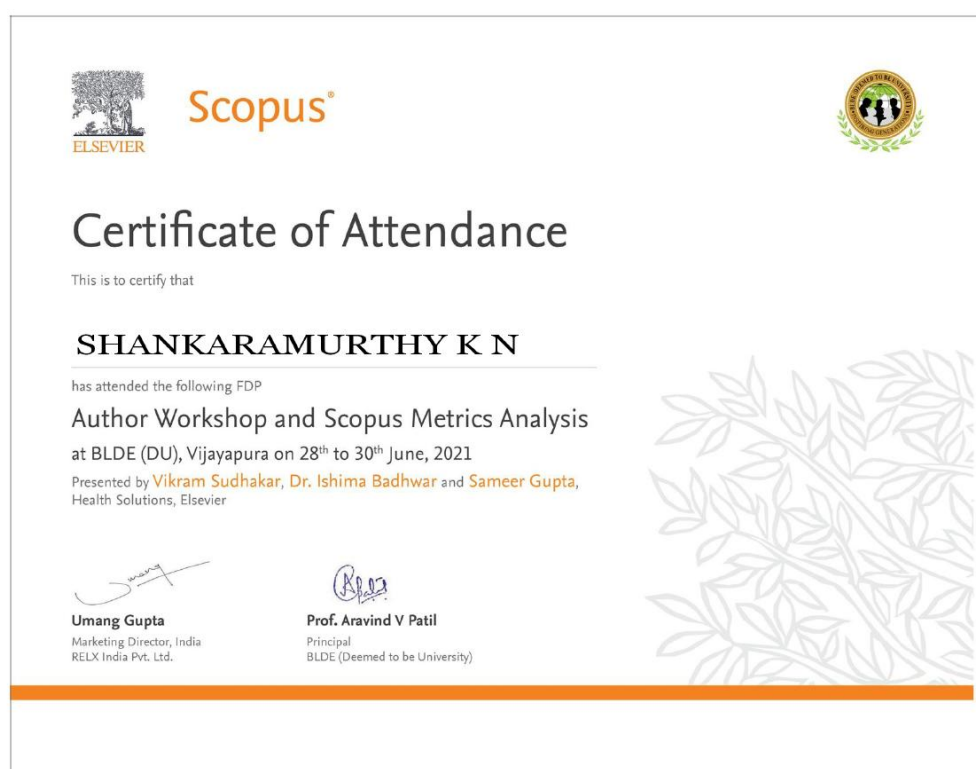 ELSEVIER
Scopus®
Certificate of Attendance
This is to certify that
SHANKARAMURTHY K N
has attended the following FDP
Author Workshop and Scopus Metrics Analysis
at BLDE (DU), Vijayapura on 28th to 30th June, 2021
Presented by Vikram Sudhakar, Dr. Ishima Badhwar and Sameer Gupta,
Health Solutions, Elsevier
Umang Gupta
Marketing Director, India
RELX India Pvt. Ltd.
Prof. Aravind V Patil
Principal
BLDE (Deemed to be University)